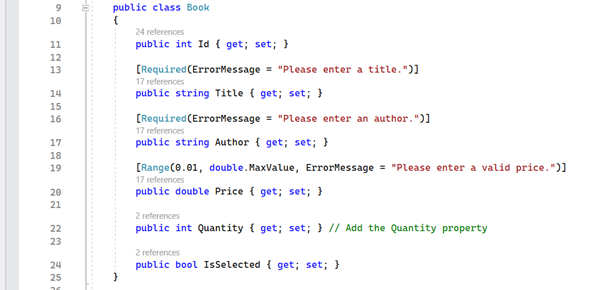 9 public class Book
10 {
24 references
11 public int Id { get; set; }
12
13 [Required(ErrorMessage = "Please enter a title.")]
17 references
14 public string Title { get; set; }
15
16 [Required(ErrorMessage = "Please enter an author.")]
17 references
17 public string Author { get; set; }
18
19 [Range(0.01, double.MaxValue, ErrorMessage = "Please enter a valid price.")]
17 references
20 public double Price { get; set; }
21
2 references
22 public int Quantity { get; set; } // Add the Quantity property
23
2 references
24 public bool IsSelected { get; set; }
25 }